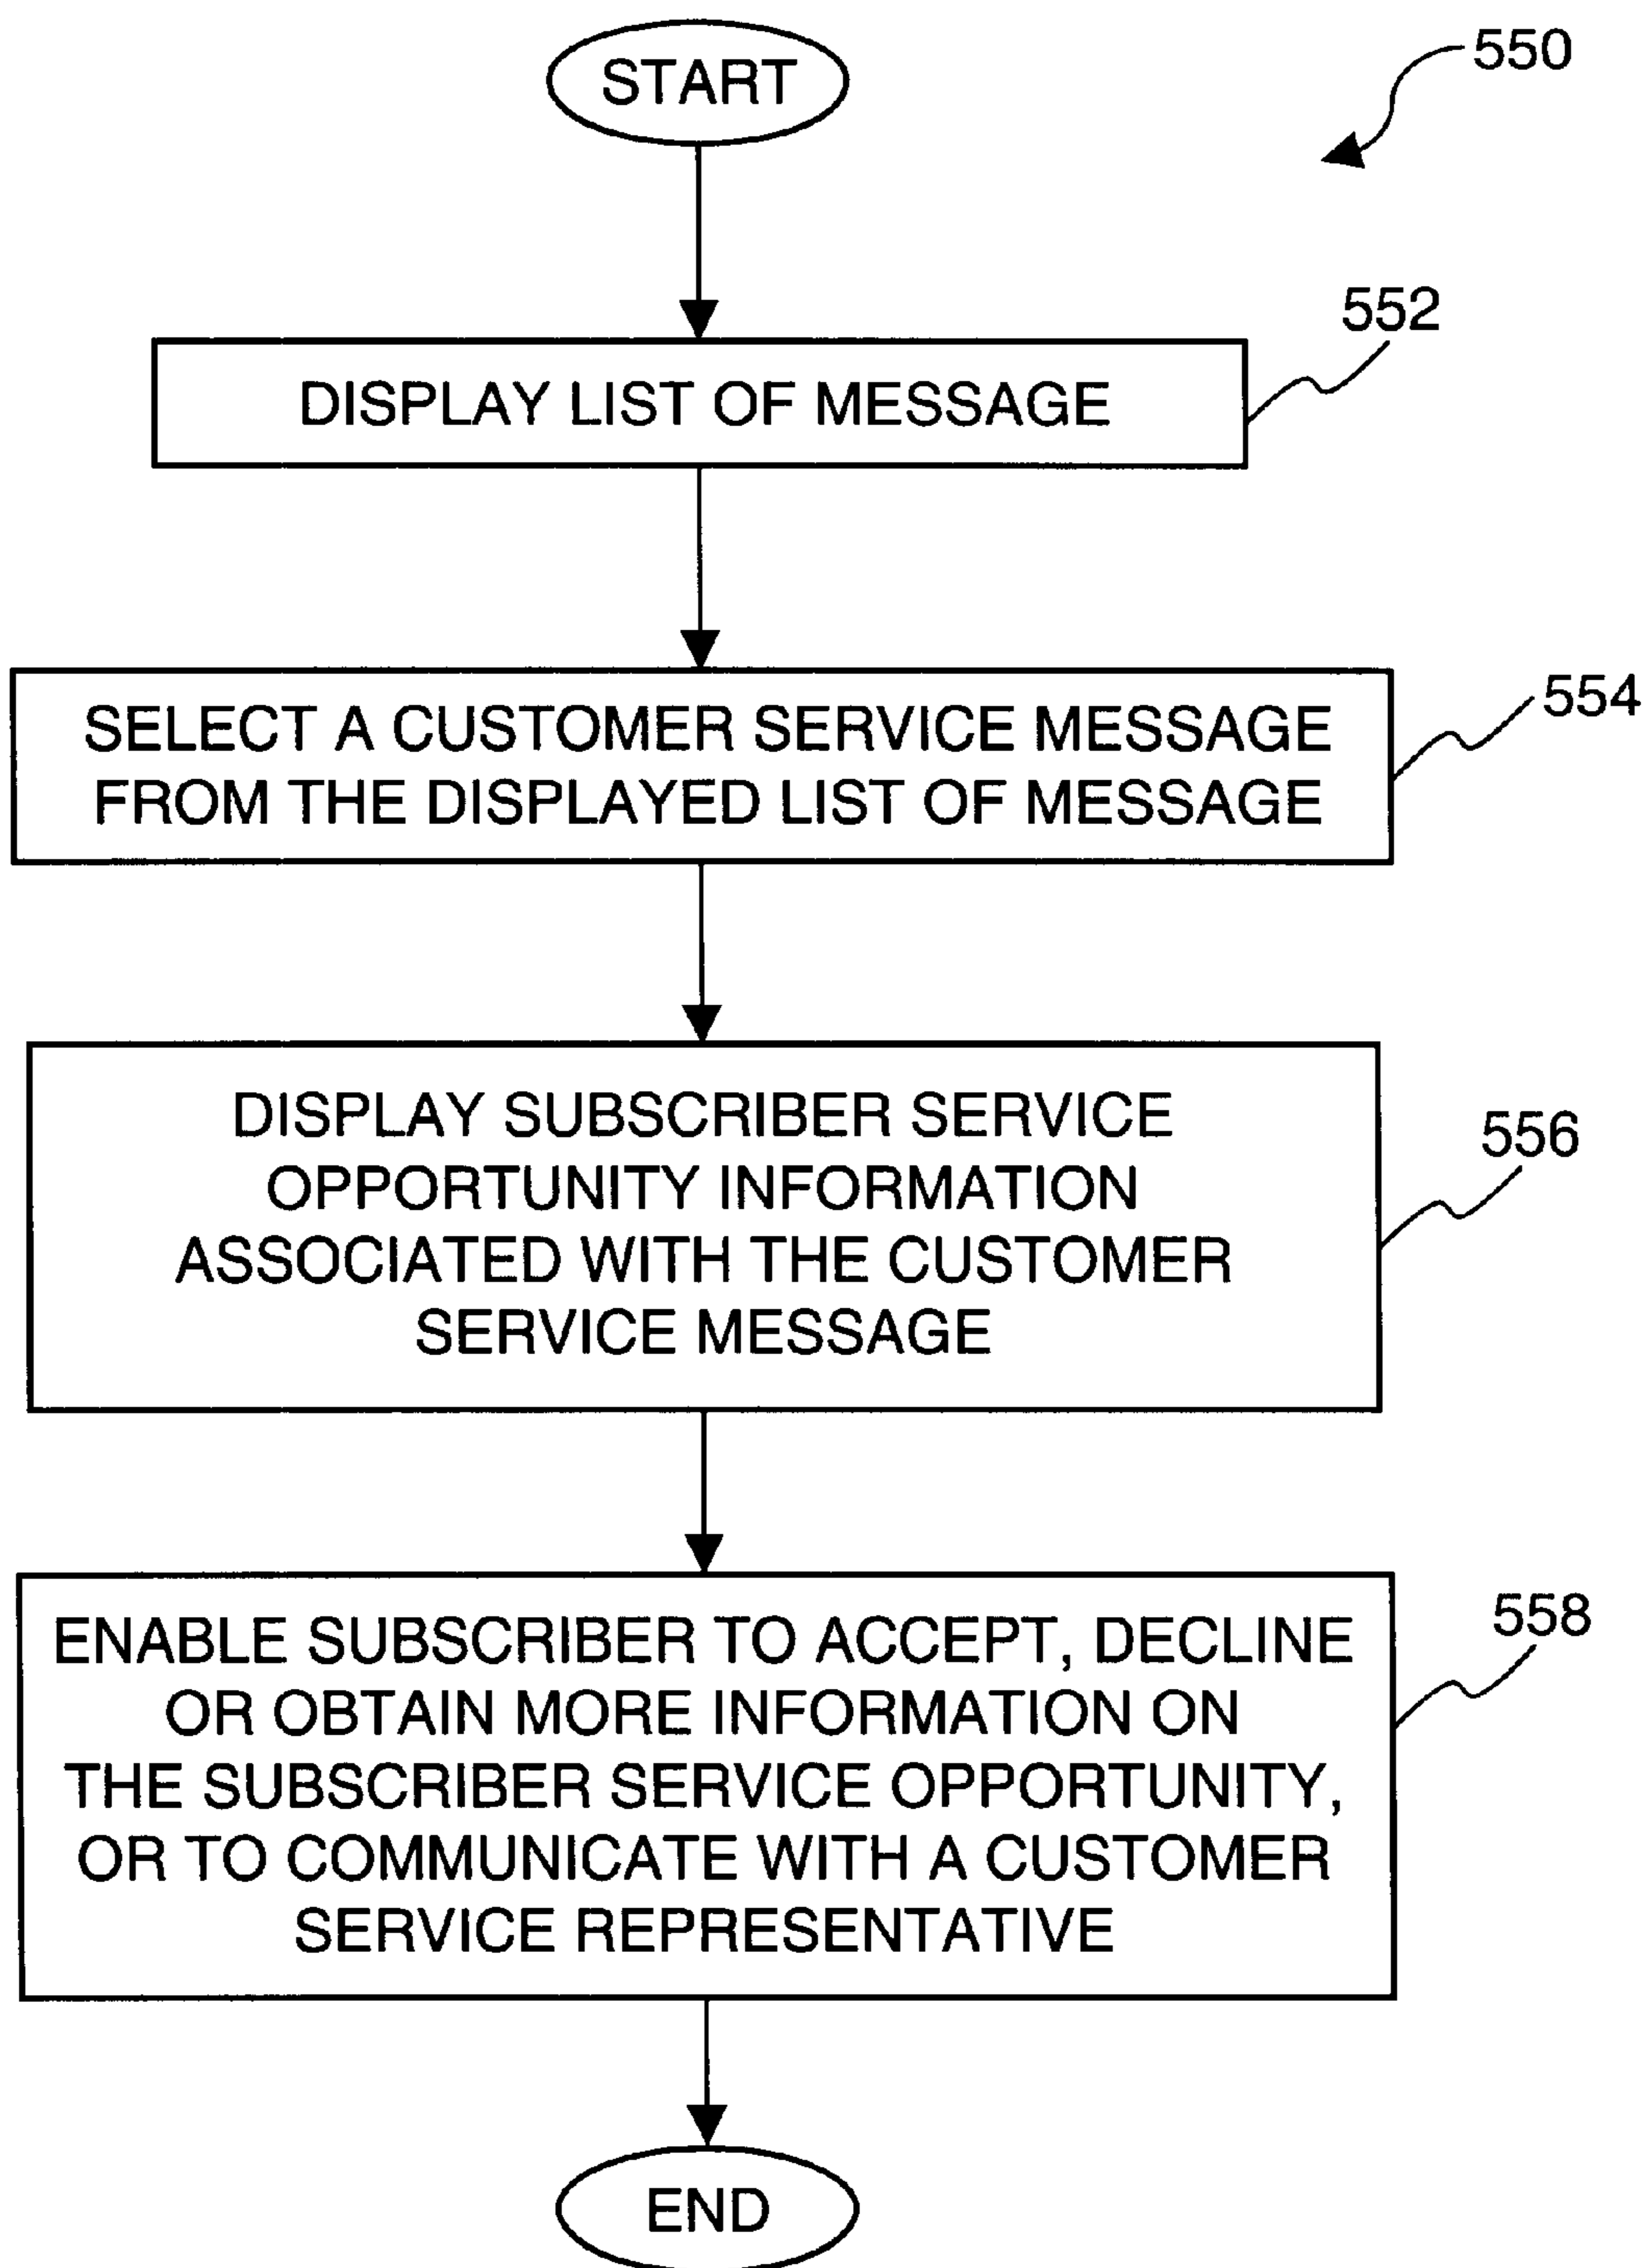 START
550
552
DISPLAY LIST OF MESSAGE
554
SELECT A CUSTOMER SERVICE MESSAGE
FROM THE DISPLAYED LIST OF MESSAGE
556
DISPLAY SUBSCRIBER SERVICE
OPPORTUNITY INFORMATION
ASSOCIATED WITH THE CUSTOMER
SERVICE MESSAGE
558
ENABLE SUBSCRIBER TO ACCEPT, DECLINE
OR OBTAIN MORE INFORMATION ON
THE SUBSCRIBER SERVICE OPPORTUNITY,
OR TO COMMUNICATE WITH A CUSTOMER
SERVICE REPRESENTATIVE
END